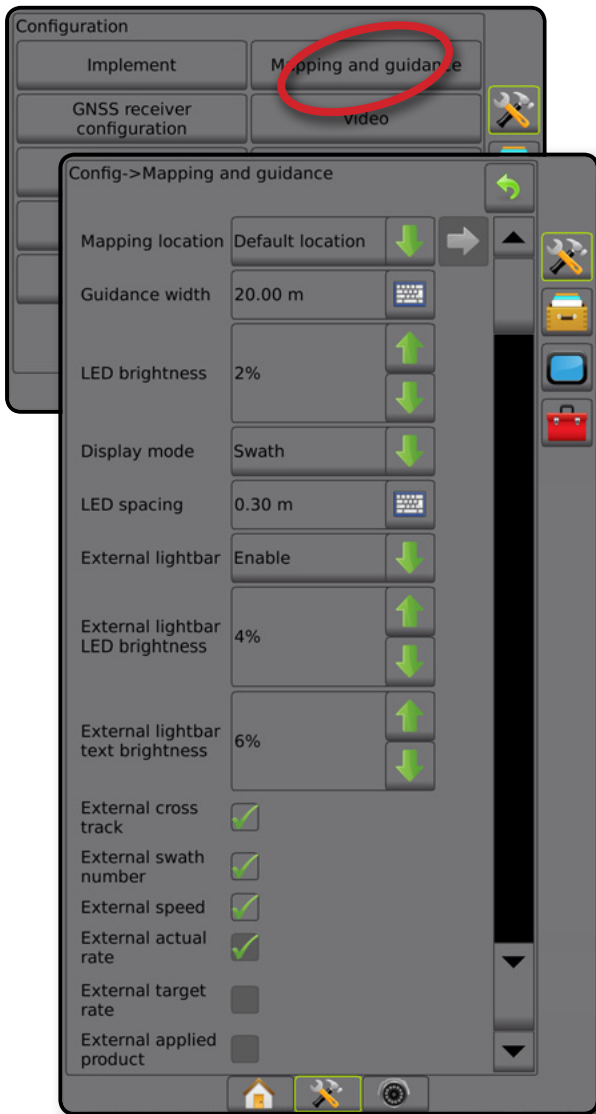 Configuration
Implement
Mapping and guidance
GNSS receiver
configuration
Video
Config->Mapping and guidance
Mapping location
Default location
Guidance width
20.00 m
LED brightness
2%
Display mode
Swath
LED spacing
0.30 m
External lightbar
Enable
External lightbar
LED brightness
4%
External lightbar
text brightness
6%
External cross
track
External swath
number
External speed
External actual
rate
External target
rate
External applied
product